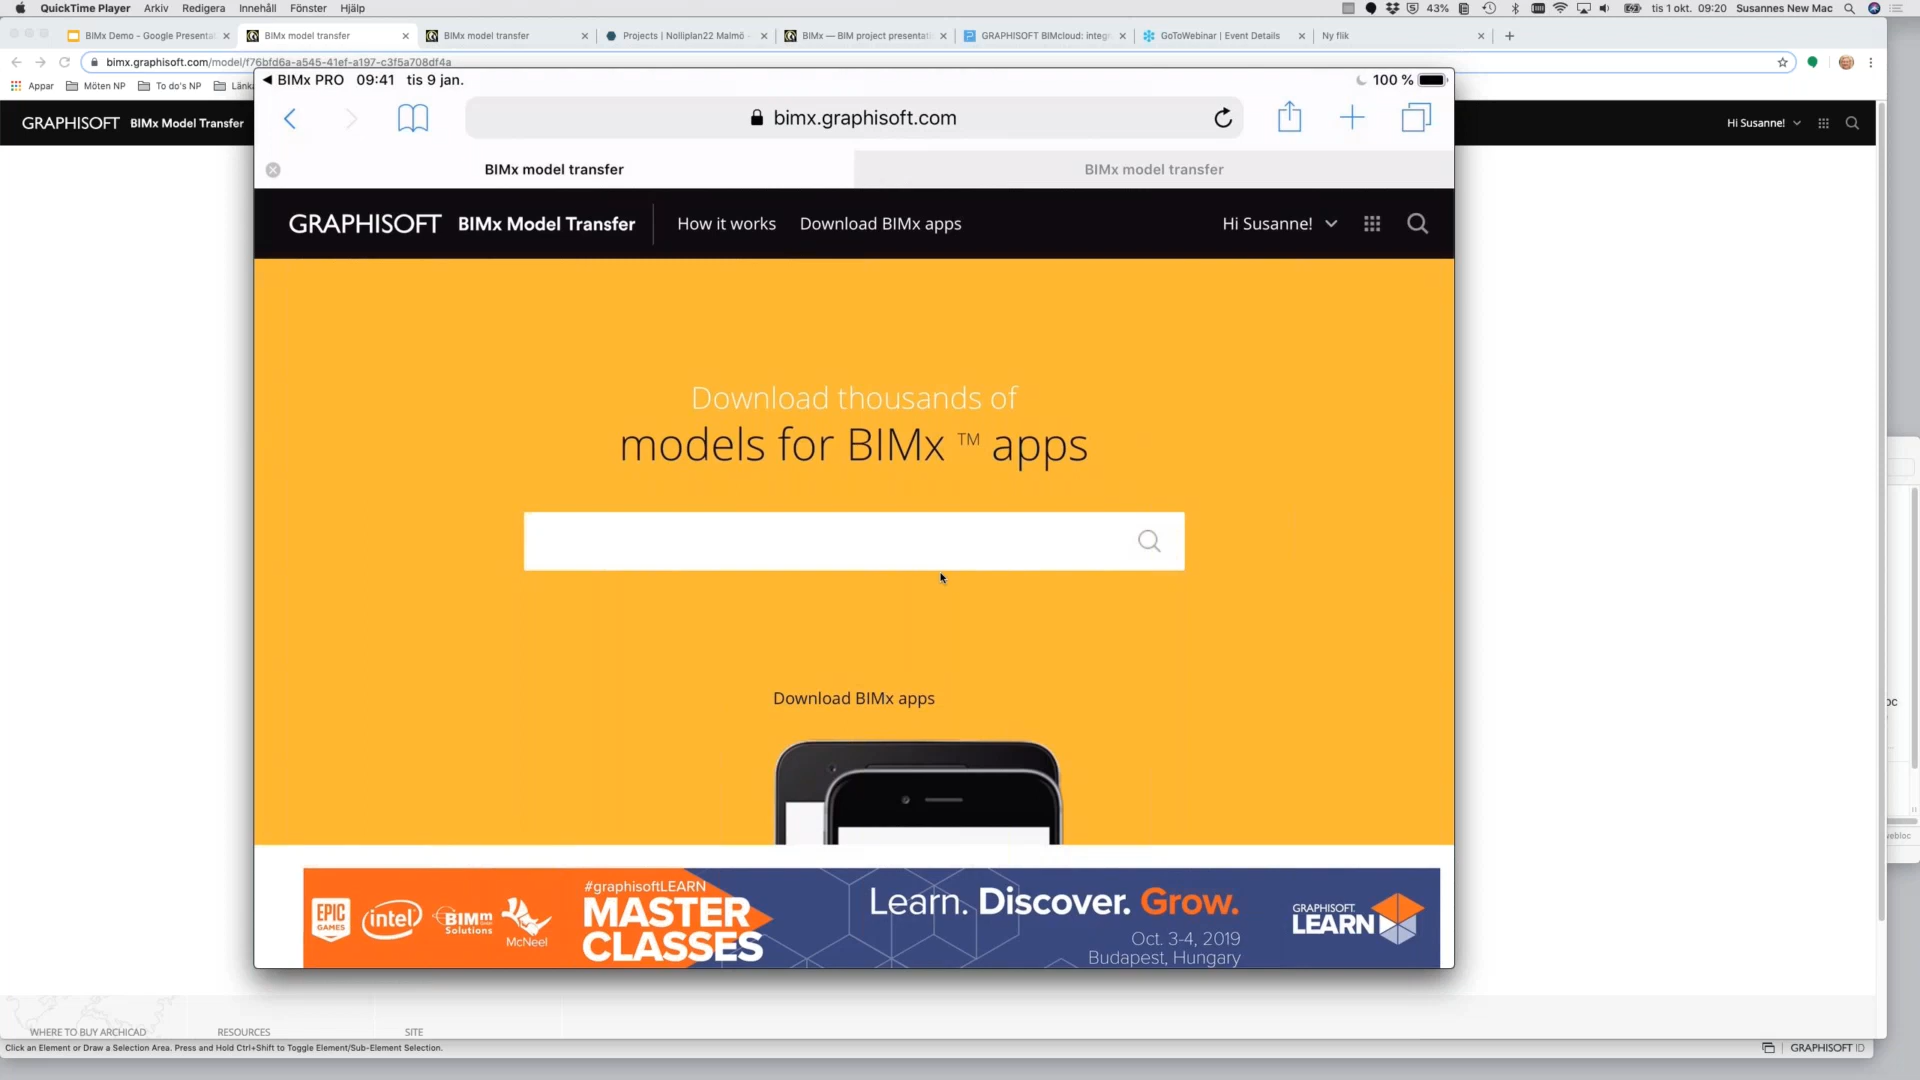 QuickTime Player Arkiv Redigera Innehåll Fönster Hjälp 43% tis 1 okt. 09:20 Susannes New Mac
BIMx Demo - Google Presenta BIMx model transfer BIMx model transfer Projects | Nolliplan22 Malmö - BIMx — BIM project presentati GRAPHISOFT BIMcloud: integ GoToWebinar | Event Details Ny flik
bimx.graphisoft.com/model/f76bfd6a-a545-41ef-a197-c3f5a708df4a
Appar Möten NP To do's NP Länk
BIMx PRO 09:41 tis 9 jan. 100 %
bimx.graphisoft.com
GRAPHISOFT BIMx Model Transfer Hi Susanne!
BIMx model transfer BIMx model transfer
GRAPHISOFT BIMx Model Transfer How it works Download BIMx apps Hi Susanne!
Download thousands of
models for BIMx ™ apps
Download BIMx apps
#graphisoftLEARN
MASTER
CLASSES
EPIC
GAMES
intel
BIMm
Solutions
McNeel
Learn. Discover. Grow.
Oct. 3-4, 2019
Budapest, Hungary
GRAPHISOFT
LEARN
WHERE TO BUY ARCHICAD RESOURCES SITE
Click an Element or Draw a Selection Area. Press and Hold Ctrl+Shift to Toggle Element/Sub-Element Selection. GRAPHISOFT ID